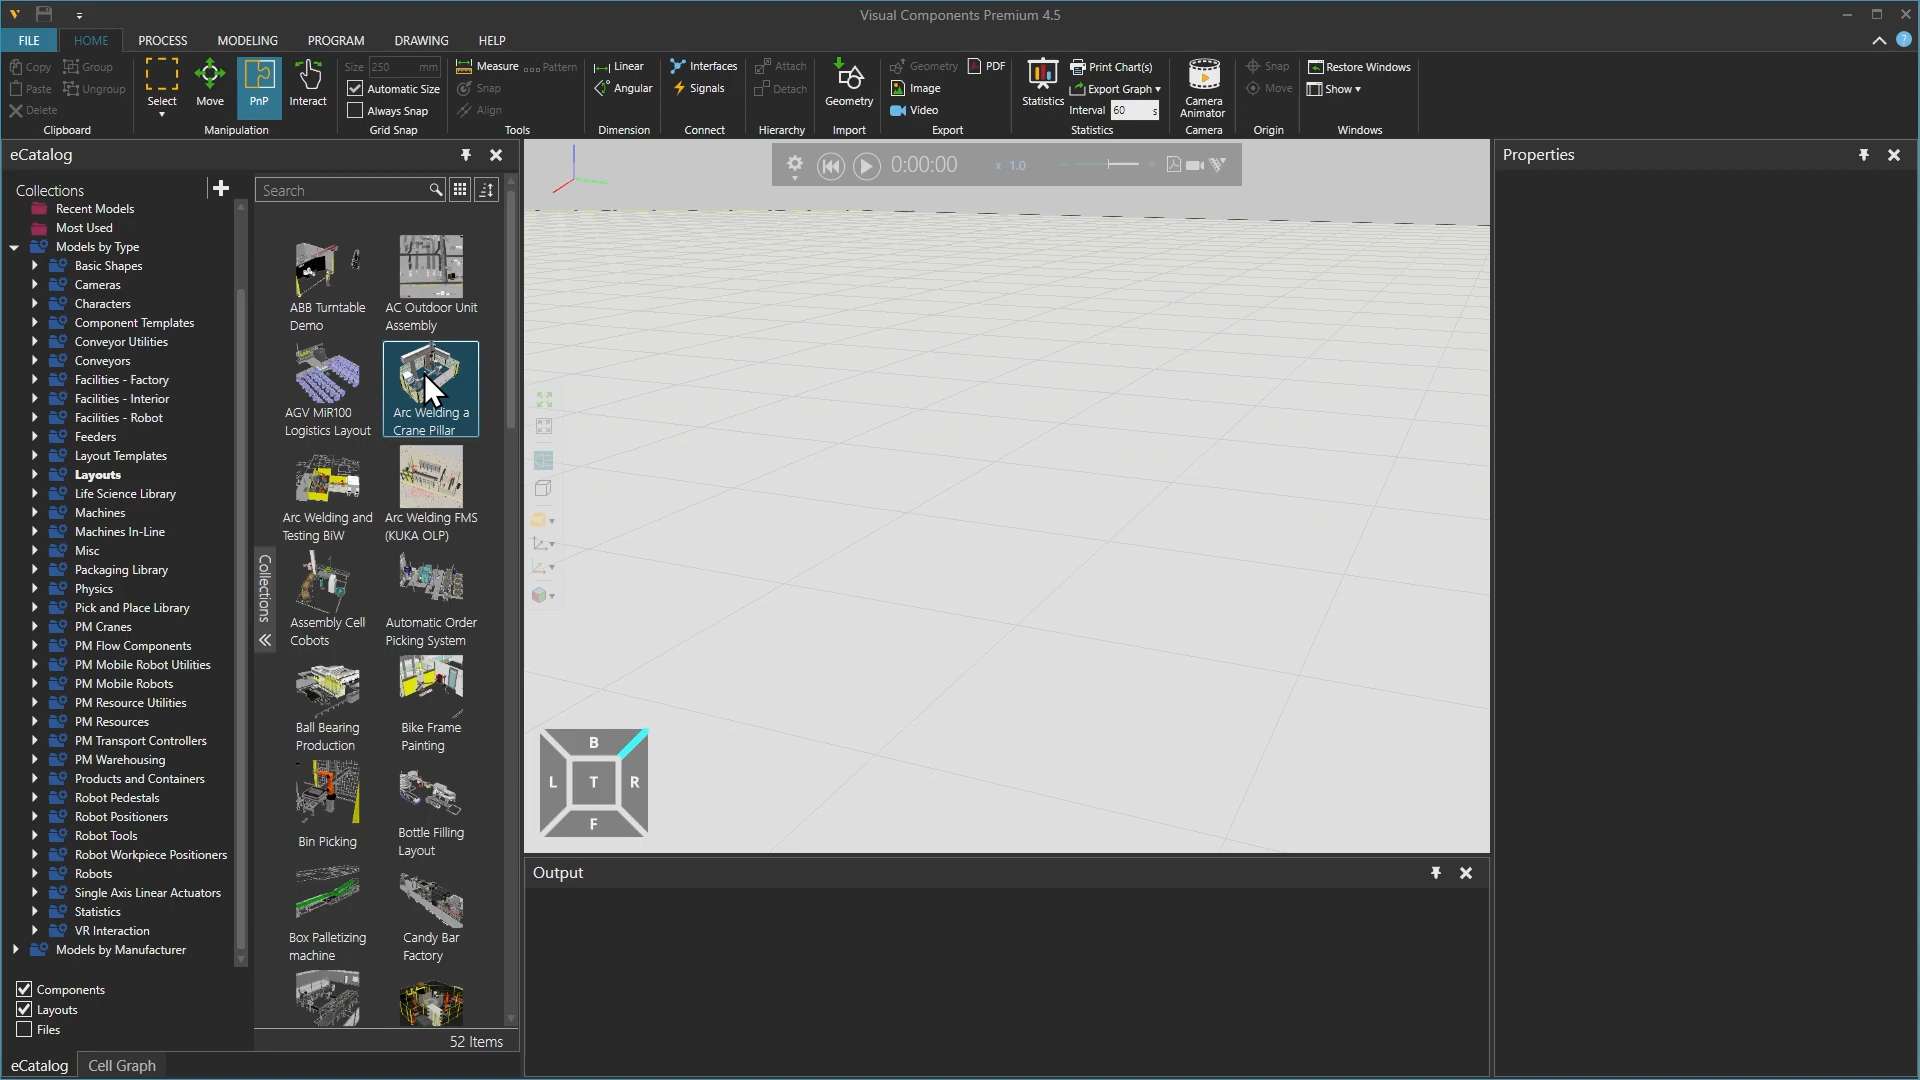 Visual Components Premium 4.5
FILE HOME PROCESS MODELING PROGRAM DRAWING HELP
Copy Group
Paste Ungroup
Delete
Clipboard
Select Move PnP Interact
Manipulation
Size 250 mm
Automatic Size
Always Snap
Grid Snap
Measure Pattern
Snap
Align
Tools
Linear
Angular
Dimension
Interfaces
Signals
Connect
Attach
Detach
Hierarchy
Geometry
Import
Geometry PDF
Image
Video
Export
Statistics
Print Chart(s)
Export Graph
Interval 60 s
Statistics
Camera
Animator
Camera
Snap
Move
Origin
Restore Windows
Show
Windows
eCatalog
Collections
Recent Models
Most Used
Models by Type
Basic Shapes
Cameras
Characters
Component Templates
Conveyor Utilities
Conveyors
Facilities - Factory
Facilities - Interior
Facilities - Robot
Feeders
Layout Templates
Layouts
Life Science Library
Machines
Machines In-Line
Misc
Packaging Library
Physics
Pick and Place Library
PM Cranes
PM Flow Components
PM Mobile Robot Utilities
PM Mobile Robots
PM Resource Utilities
PM Resources
PM Transport Controllers
PM Warehousing
Products and Containers
Robot Pedestals
Robot Positioners
Robot Tools
Robot Workpiece Positioners
Robots
Single Axis Linear Actuators
Statistics
VR Interaction
Models by Manufacturer
Components
Layouts
Files
eCatalog Cell Graph
Search
Collections
ABB Turntable
Demo
AC Outdoor Unit
Assembly
AGV MiR100
Logistics Layout
Arc Welding a
Crane Pillar
Arc Welding and
Testing BiW
Arc Welding FMS
(KUKA OLP)
Assembly Cell
Cobots
Automatic Order
Picking System
Ball Bearing
Production
Bike Frame
Painting
Bin Picking
Bottle Filling
Layout
Box Palletizing
machine
Candy Bar
Factory
52 Items
0:00:00 x 1.0
B
L T R
F
Output
Properties